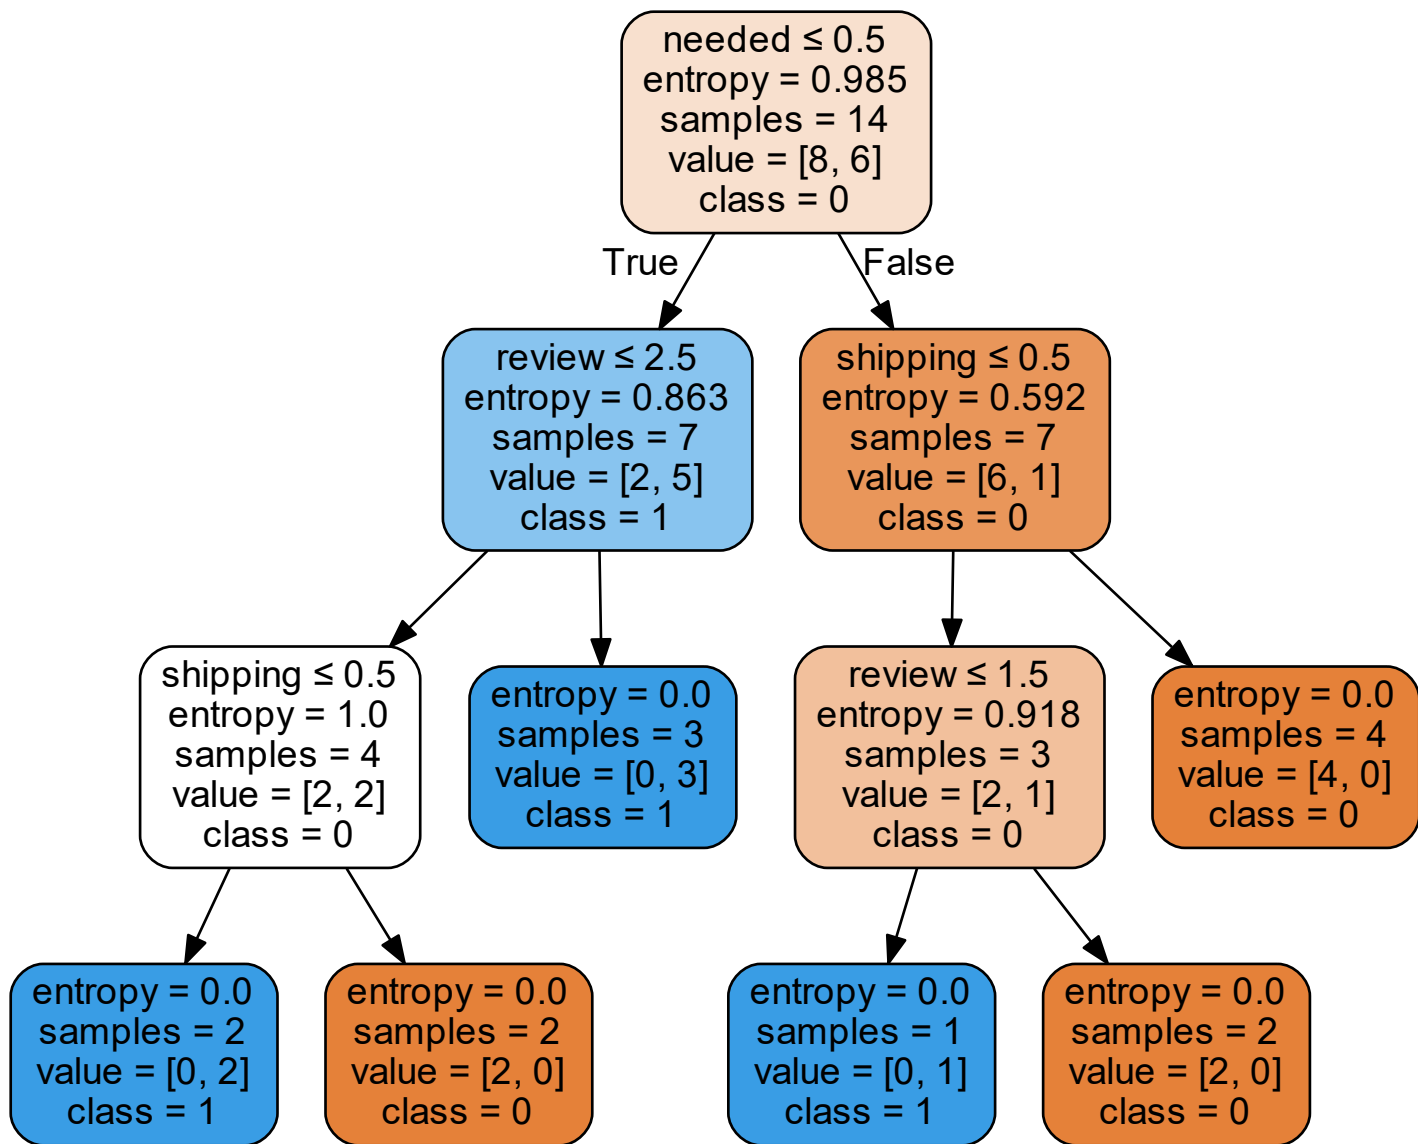 needed ≤ 0.5
entropy = 0.985
samples = 14
value = [8, 6]
class = 0
True
False
review ≤ 2.5
entropy = 0.863
samples = 7
value = [2, 5]
class = 1
shipping ≤ 0.5
entropy = 0.592
samples = 7
value = [6, 1]
class = 0
shipping ≤ 0.5
entropy = 1.0
samples = 4
value = [2, 2]
class = 0
entropy = 0.0
samples = 3
value = [0, 3]
class = 1
review ≤ 1.5
entropy = 0.918
samples = 3
value = [2, 1]
class = 0
entropy = 0.0
samples = 4
value = [4, 0]
class = 0
entropy = 0.0
samples = 2
value = [0, 2]
class = 1
entropy = 0.0
samples = 2
value = [2, 0]
class = 0
entropy = 0.0
samples = 1
value = [0, 1]
class = 1
entropy = 0.0
samples = 2
value = [2, 0]
class = 0